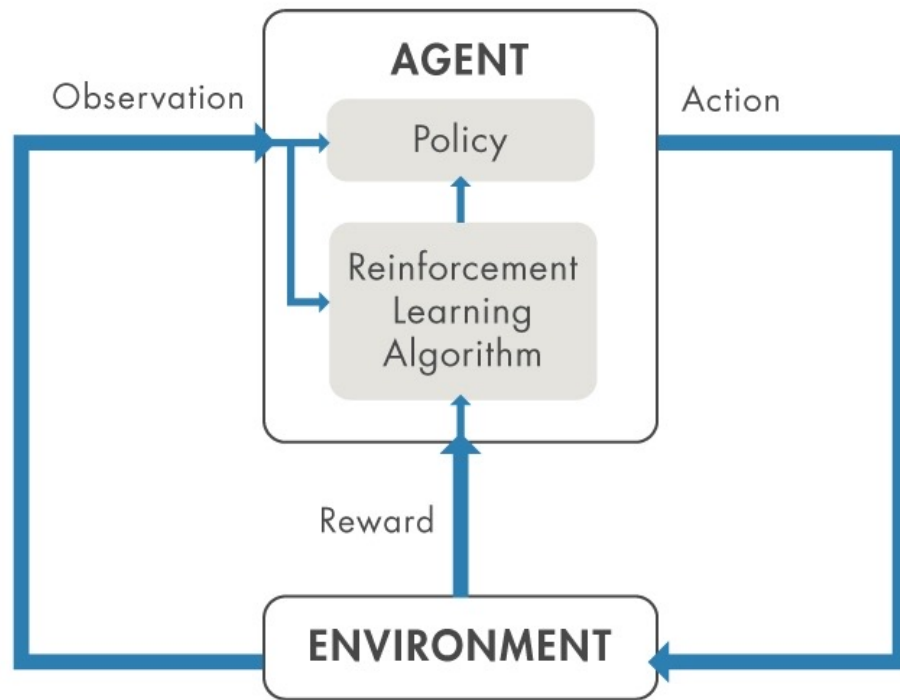 AGENT
Observation
Action
Policy
Reinforcement
Learning
Algorithm
Reward
ENVIRONMENT